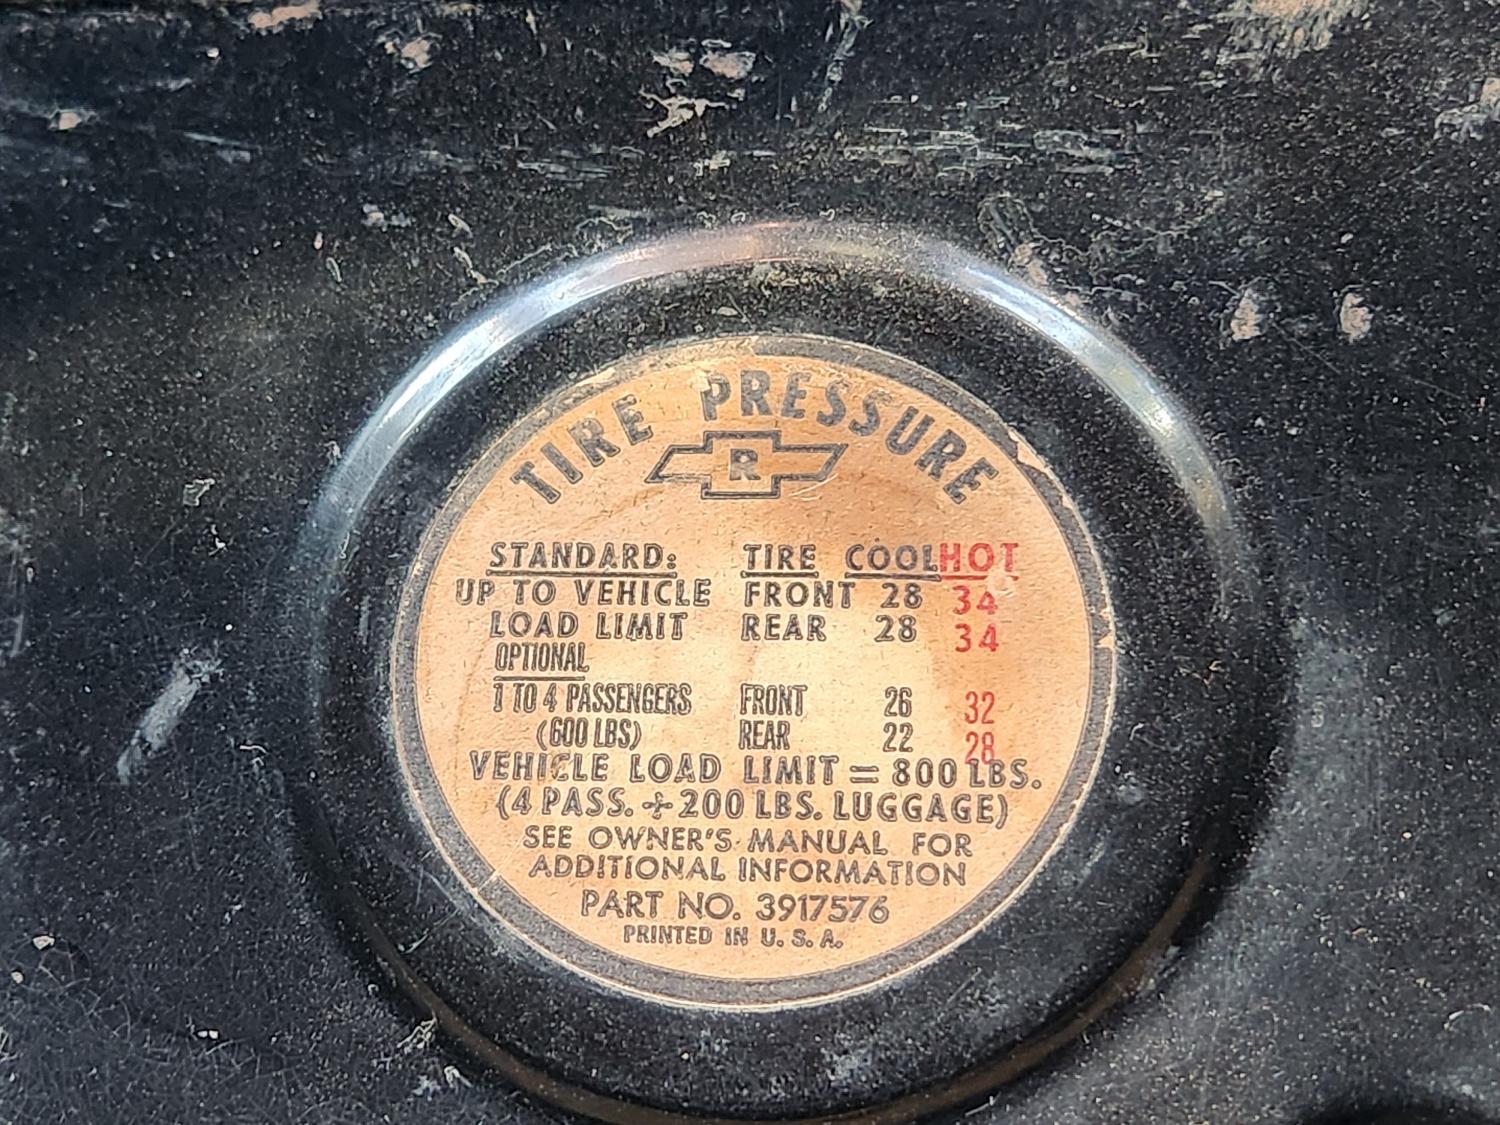 TIRE PRESSURE
R
STANDARD: TIRE COOL HOT
UP TO VEHICLE FRONT 28 34
LOAD LIMIT REAR 28 34
OPTIONAL
1 TO 4 PASSENGERS FRONT 26 32
(600 LBS) REAR 22 28
VEHICLE LOAD LIMIT = 800 LBS.
(4 PASS. + 200 LBS. LUGGAGE)
SEE OWNER'S MANUAL FOR
ADDITIONAL INFORMATION
PART NO. 3917576
PRINTED IN U. S. A.